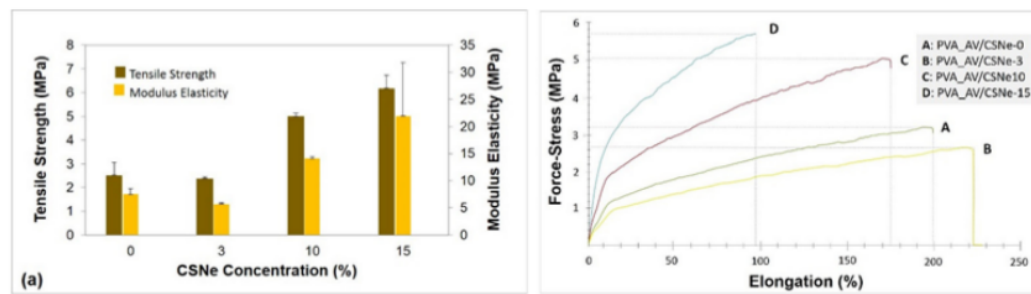 8
7
6
5
4
3
2
1
0
Tensile Strength (MPa)
Tensile Strength
Modulus Elasticity
35
30
25
20
15
10
5
0
Modulus Elasticity (MPa)
0 3 10 15
CSNe Concentration (%)
(a)
6
5
4
3
2
1
Force-Stress (MPa)
D
C
A
B
A: PVA_AV/CSNe-0
B: PVA_AV/CSNe-3
C: PVA_AV/CSNe10
D: PVA_AV/CSNe-15
0 50 100 150 200 250
Elongation (%)